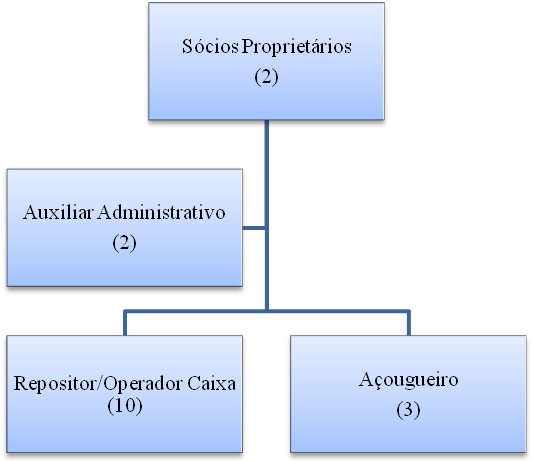 Sócios Proprietários
(2)
Auxiliar Administrativo
(2)
Repositor/Operador Caixa
(10)
Açougueiro
(3)